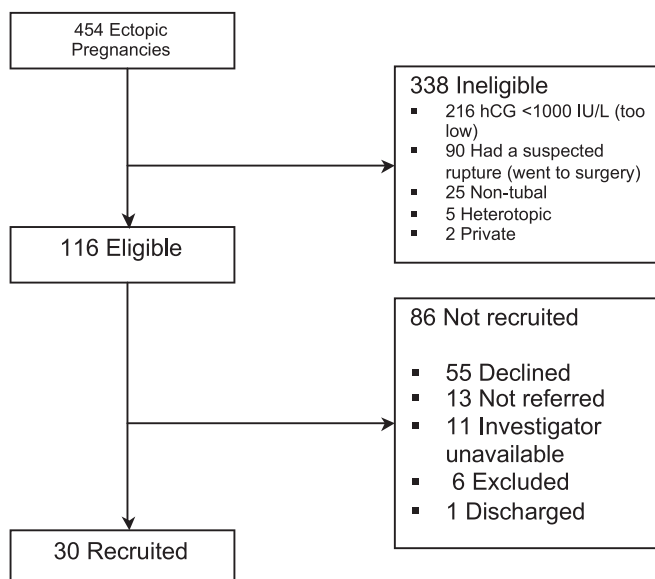 454 Ectopic
Pregnancies
338 Ineligible
▪ 216 hCG <1000 IU/L (too
low)
▪ 90 Had a suspected
rupture (went to surgery)
▪ 25 Non-tubal
▪ 5 Heterotopic
▪ 2 Private
116 Eligible
86 Not recruited
▪ 55 Declined
▪ 13 Not referred
▪ 11 Investigator
unavailable
▪ 6 Excluded
▪ 1 Discharged
30 Recruited